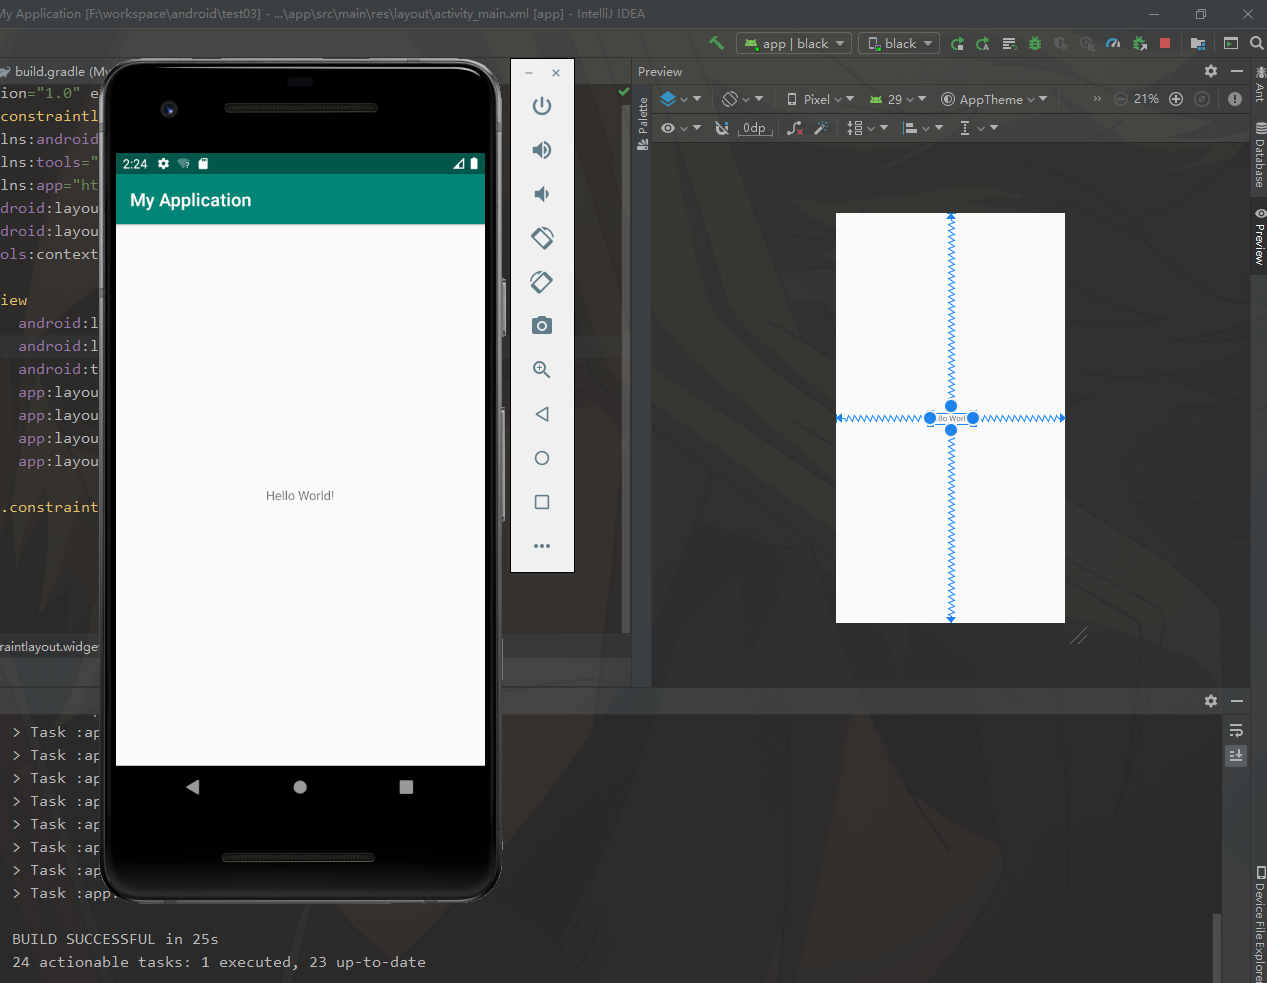 My Application [F:\workspace\android\test03] - ...\app\src\main\res\layout\activity_main.xml [app] - IntelliJ IDEA
app | black
black
build.gradle (My
Preview
ion="1.0" e
constraintl
lns:android
lns:tools="
lns:app="ht
droid:layou
droid:layou
ols:context
iew
android:l
android:l
android:t
app:layou
app:layou
app:layou
app:layou
.constraint
raintlayout.widge
2:24
My Application
Hello World!
Palette
Pixel
29
AppTheme
21%
0dp
llo Worl
Ant
Database
Preview
Device File Explorer
> Task :ap
> Task :ap
> Task :ap
> Task :ap
> Task :ap
> Task :ap
> Task :ap
> Task :app:
BUILD SUCCESSFUL in 25s
24 actionable tasks: 1 executed, 23 up-to-date